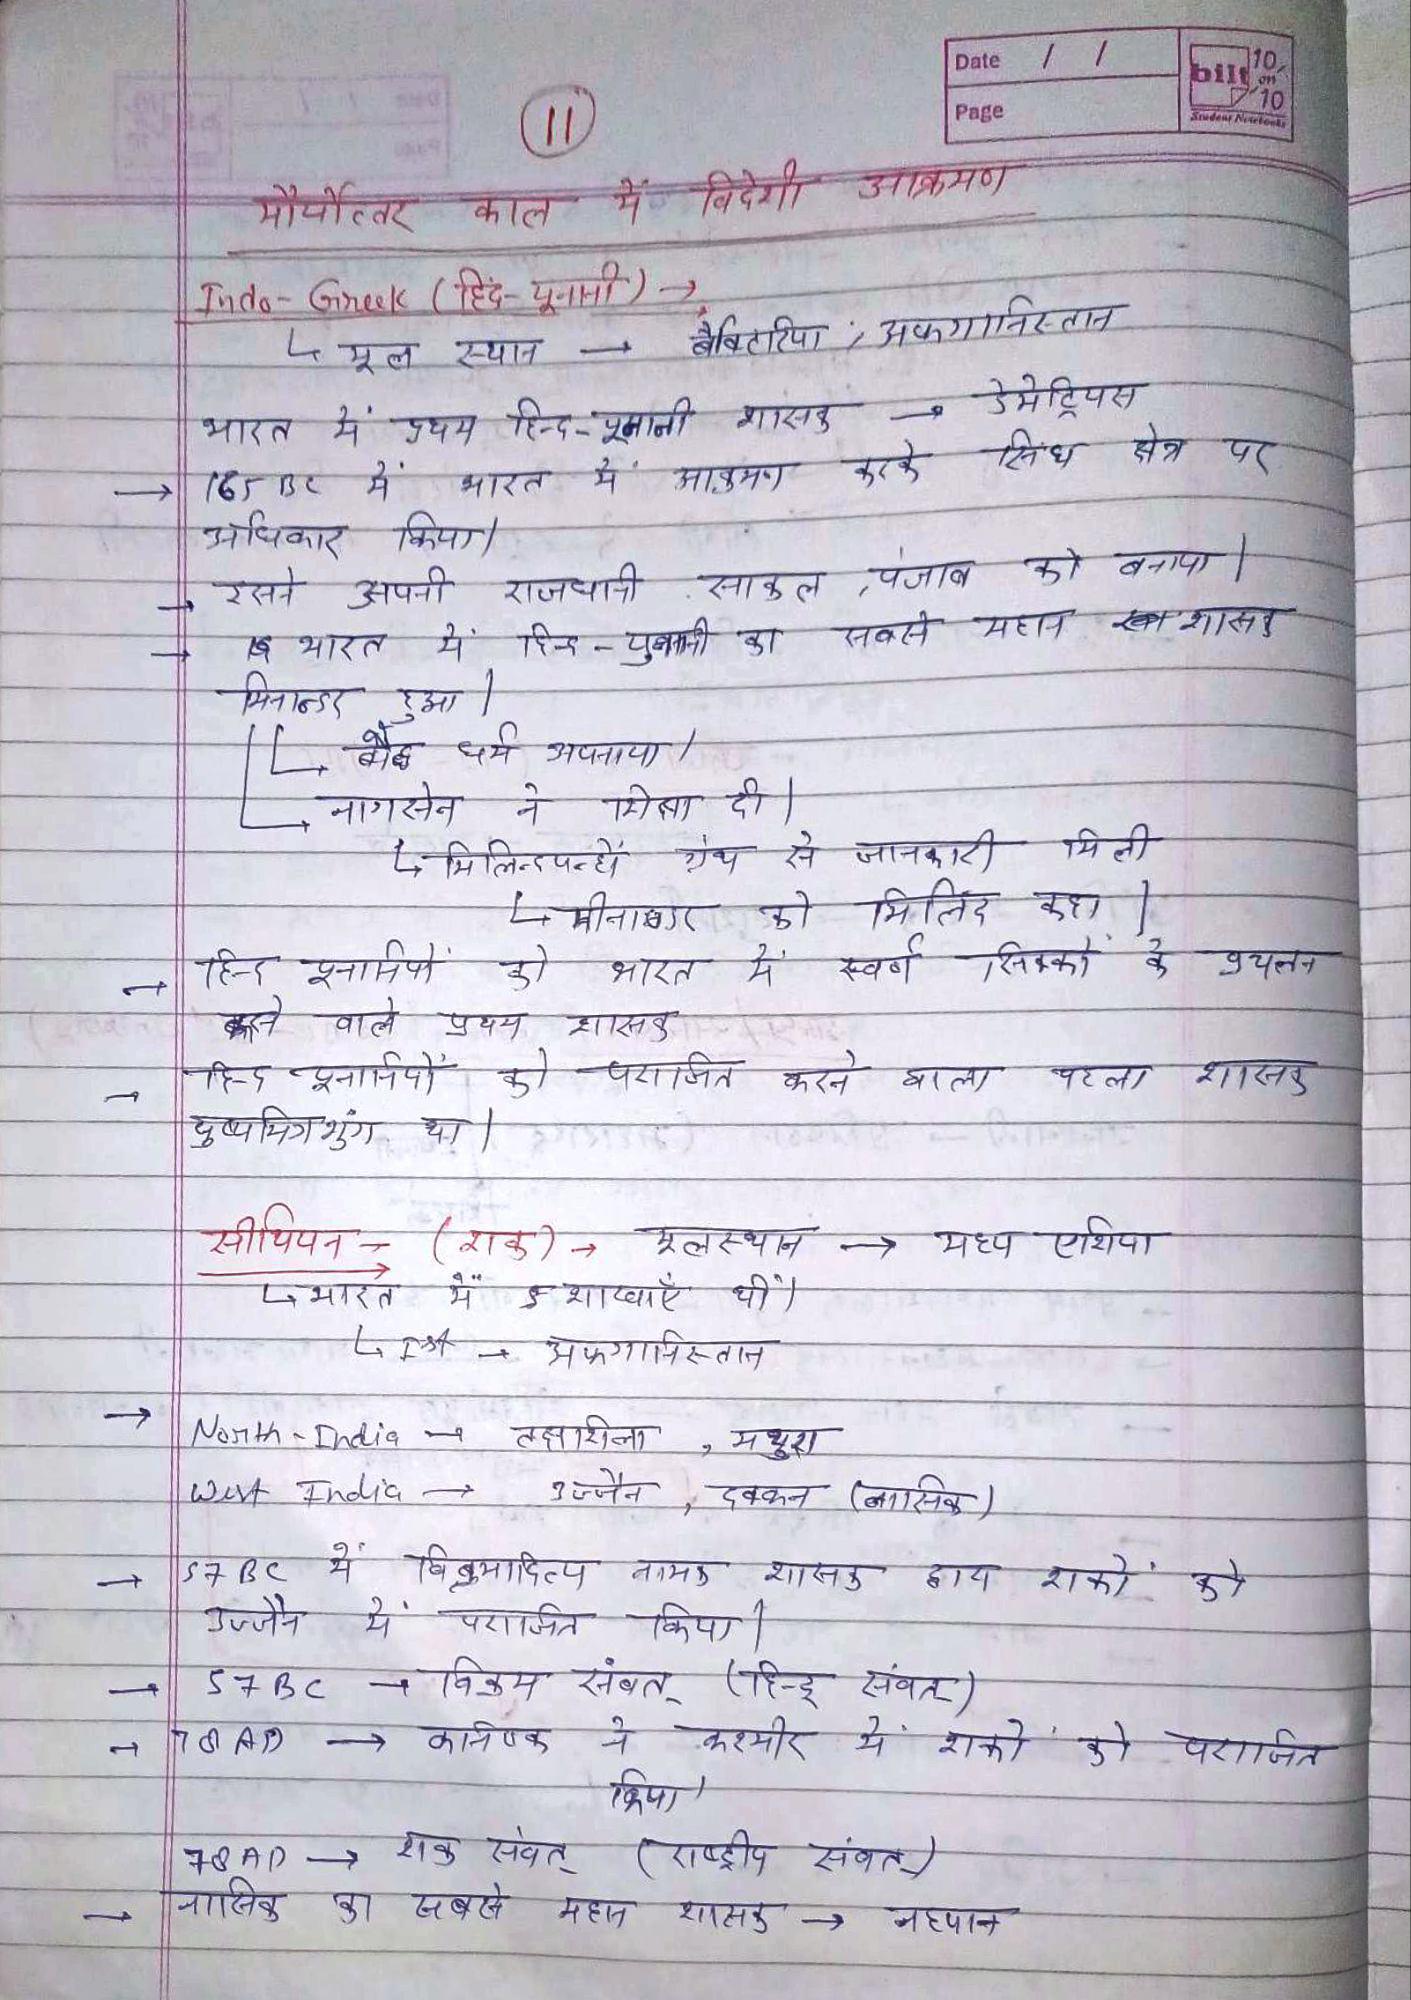 Date / /
Page
bilt 10 on 10
Student Notebooks
11
मौर्योत्तर काल में विदेशी आक्रमण
Indo-Greek (हिंद-यूनानी) →
↳ मूल स्थान → बैक्टिरिया, अफगानिस्तान
भारत में प्रथम हिन्द-यूनानी शासक → डेमेट्रियस
→ 165 BC में भारत में आक्रमण करके सिंध क्षेत्र पर
अधिकार किया।
→ इसने अपनी राजधानी साकल, पंजाब को बनाया।
→ भारत में हिन्द-युनानी का सबसे महान शासक
मिनान्डर हुआ।
↳ बौद्ध धर्म अपनाया।
↳ नागसेन ने शिक्षा दी।
↳ मिलिन्दपन्हों ग्रंथ से जानकारी मिली
↳ मीनाण्डर को मिलिंद कहा।
→ हिन्द यूनानियों को भारत में स्वर्ण सिक्कों के प्रचलन
करने वाले प्रथम शासक
→ हिन्द यूनानियों को पराजित करने वाला पहला शासक
पुष्यमित्र शुंग था।
सीथियन → (शक) → मूलस्थान → मध्य एशिया
↳ भारत में 5 शाखाएँ थीं।
↳ Ist → अफगानिस्तान
→ North-India → तक्षशीला, मथुरा
West India → उज्जैन, दक्कन (नासिक)
→ 57 BC में विक्रमादित्य नामक शासक द्वारा शकों को
उज्जैन में पराजित किया।
→ 57 BC → विक्रम संवत् (हिन्दू संवत्)
→ 78 AD → कनिष्क ने कश्मीर में शकों को पराजित
किया।
78 AD → शक संवत् (राष्ट्रीय संवत्)
→ नासिक का सबसे महान शासक → नहपान